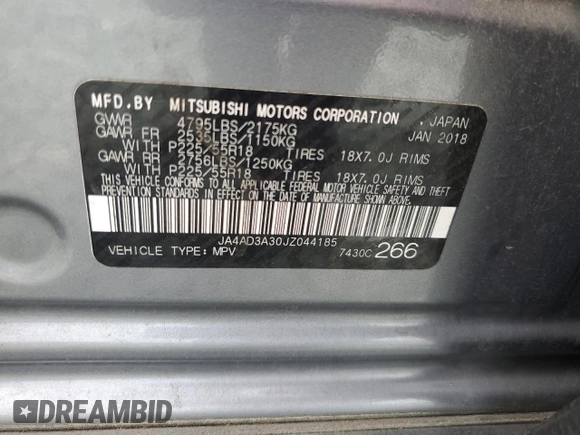 MFD.BY MITSUBISHI MOTORS CORPORATION , JAPAN
GVWR 4795LBS/2175KG JAN 2018
GAWR FR 2535LBS/1150KG
WITH P225/55R18 TIRES 18X7.0J RIMS
GAWR RR 2756LBS/1250KG
WITH P225/55R18 TIRES 18X7.0J RIMS
THIS VEHICLE CONFORMS TO ALL APPLICABLE FEDERAL MOTOR VEHICLE SAFETY AND THEFT
PREVENTION STANDARDS IN EFFECT ON THE DATE OF MANUFACTURE SHOWN ABOVE.
JA4AD3A30JZ044185
VEHICLE TYPE: MPV 7430C 266
DREAMBID